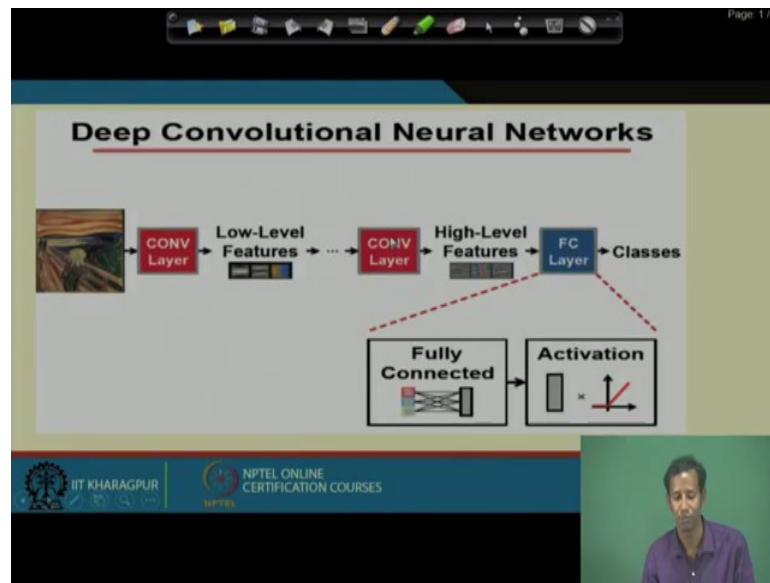 Page: 1 /
Deep Convolutional Neural Networks
CONV
Layer
Low-Level
Features
...
CONV
Layer
High-Level
Features
FC
Layer
Classes
Fully
Connected
Activation
×
IIT KHARAGPUR
NPTEL
NPTEL ONLINE
CERTIFICATION COURSES